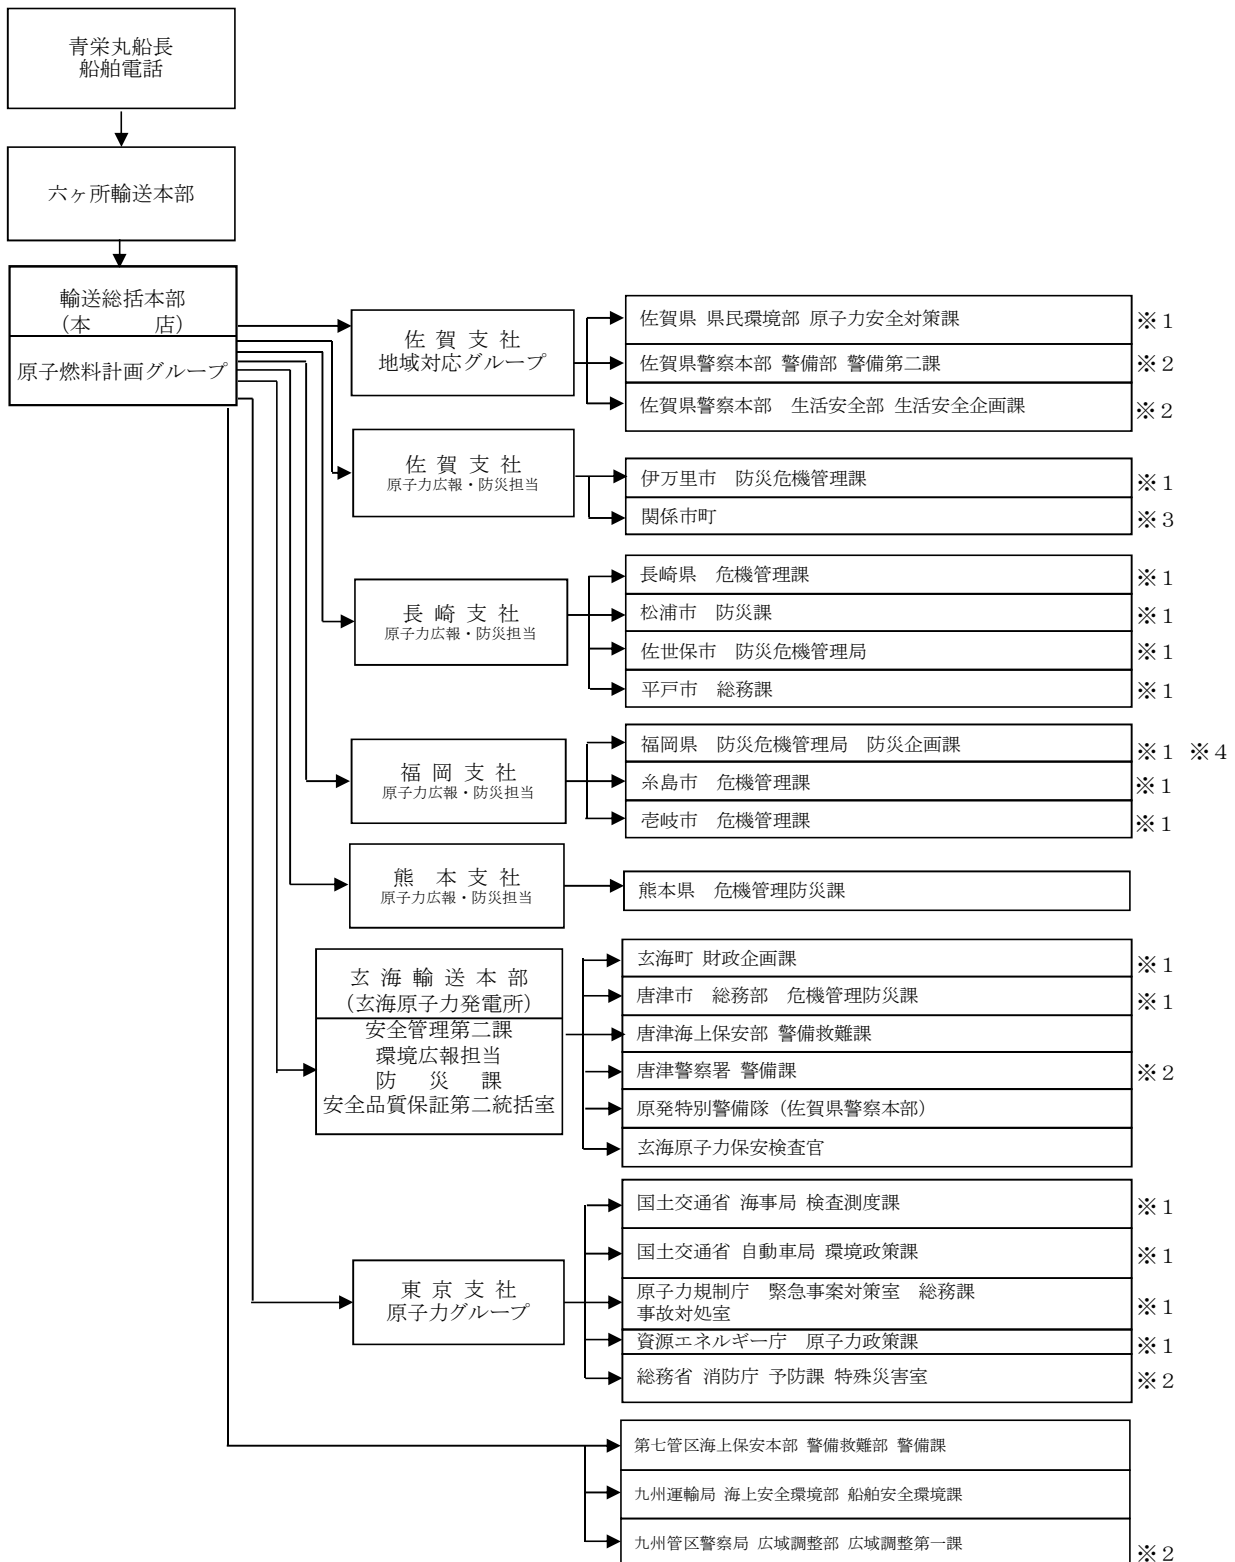 青栄丸船長
船舶電話
六ヶ所輸送本部
輸送総括本部
（本　　　店）
原子燃料計画グループ
佐 賀 支 社
地域対応グループ
佐賀県 県民環境部 原子力安全対策課
※１
佐賀県警察本部 警備部 警備第二課
※２
佐賀県警察本部　生活安全部 生活安全企画課
※２
佐 賀 支 社
原子力広報・防災担当
伊万里市　防災危機管理課
※１
関係市町
※３
長 崎 支 社
原子力広報・防災担当
長崎県　危機管理課
※１
松浦市　防災課
※１
佐世保市　防災危機管理局
※１
平戸市　総務課
※１
福 岡 支 社
原子力広報・防災担当
福岡県　防災危機管理局　防災企画課
※１ ※４
糸島市　危機管理課
※１
壱岐市　危機管理課
※１
熊　本 支 社
原子力広報・防災担当
熊本県　危機管理防災課
玄 海 輸 送 本 部
（玄海原子力発電所）
安全管理第二課
環境広報担当
防　災　課
安全品質保証第二統括室
玄海町 財政企画課
※１
唐津市　総務部　危機管理防災課
※１
唐津海上保安部 警備救難課
唐津警察署 警備課
※２
原発特別警備隊（佐賀県警察本部）
玄海原子力保安検査官
東 京 支 社
原子力グループ
国土交通省 海事局 検査測度課
※１
国土交通省 自動車局 環境政策課
※１
原子力規制庁　緊急事案対策室　総務課
事故対処室
※１
資源エネルギー庁　原子力政策課
※１
総務省 消防庁 予防課 特殊災害室
※２
第七管区海上保安本部 警備救難部 警備課
九州運輸局 海上安全環境部 船舶安全環境課
九州管区警察局 広域調整部 広域調整第一課
※２